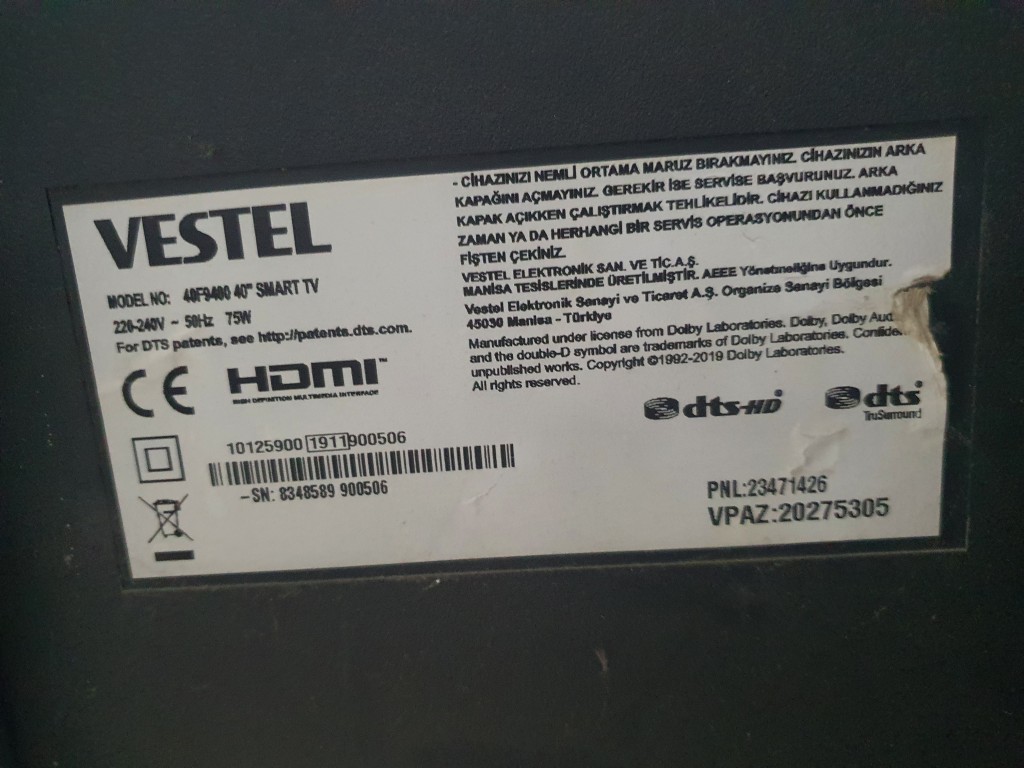 VESTEL
MODEL NO: 40F9400 40" SMART TV
220-240V ~ 50Hz 75W
For DTS patents, see http://patents.dts.com.
CE HDMI™
HIGH DEFINITION MULTIMEDIA INTERFACE
10125900 1911900506
-SN: 8348589 900506
- CİHAZINIZI NEMLİ ORTAMA MARUZ BIRAKMAYINIZ. CİHAZINIZIN ARKA
KAPAĞINI AÇMAYINIZ. GEREKİR İSE SERVİSE BAŞVURUNUZ. ARKA
KAPAK AÇIKKEN ÇALIŞTIRMAK TEHLİKELİDİR. CİHAZI KULLANMADIĞINIZ
ZAMAN YA DA HERHANGİ BİR SERVİS OPERASYONUNDAN ÖNCE
FİŞTEN ÇEKİNİZ.
VESTEL ELEKTRONİK SAN. VE TİC.A.Ş.
MANİSA TESİSLERİNDE ÜRETİLMİŞTİR. AEEE Yönetmeliğine Uygundur.
Vestel Elektronik Sanayi ve Ticaret A.Ş. Organize Sanayi Bölgesi
45030 Manisa - Türkiye
Manufactured under license from Dolby Laboratories. Dolby, Dolby Aud
and the double-D symbol are trademarks of Dolby Laboratories. Confide
unpublished works. Copyright ©1992-2019 Dolby Laboratories.
All rights reserved.
dts-HD
dts
TruSurround
PNL:23471426
VPAZ:20275305